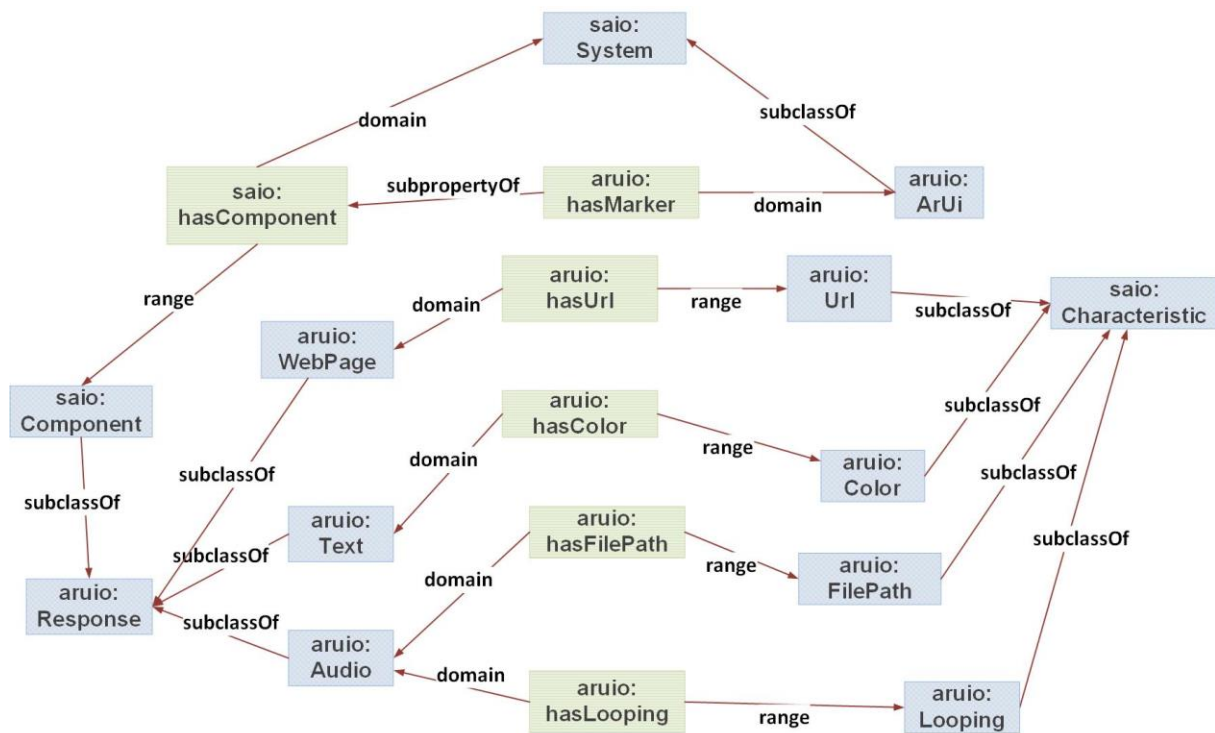 saio:
System
domain
subclassOf
saio:
hasComponent
subpropertyOf
aruio:
hasMarker
domain
aruio:
ArUi
range
domain
aruio:
hasUrl
range
aruio:
Url
subclassOf
saio:
Characteristic
aruio:
WebPage
saio:
Component
aruio:
hasColor
subclassOf
range
domain
aruio:
Color
subclassOf
subclassOf
subclassOf
aruio:
Text
aruio:
hasFilePath
subclassOf
subclassOf
range
domain
aruio:
FilePath
aruio:
Response
subclassOf
aruio:
Audio
domain
aruio:
hasLooping
range
aruio:
Looping